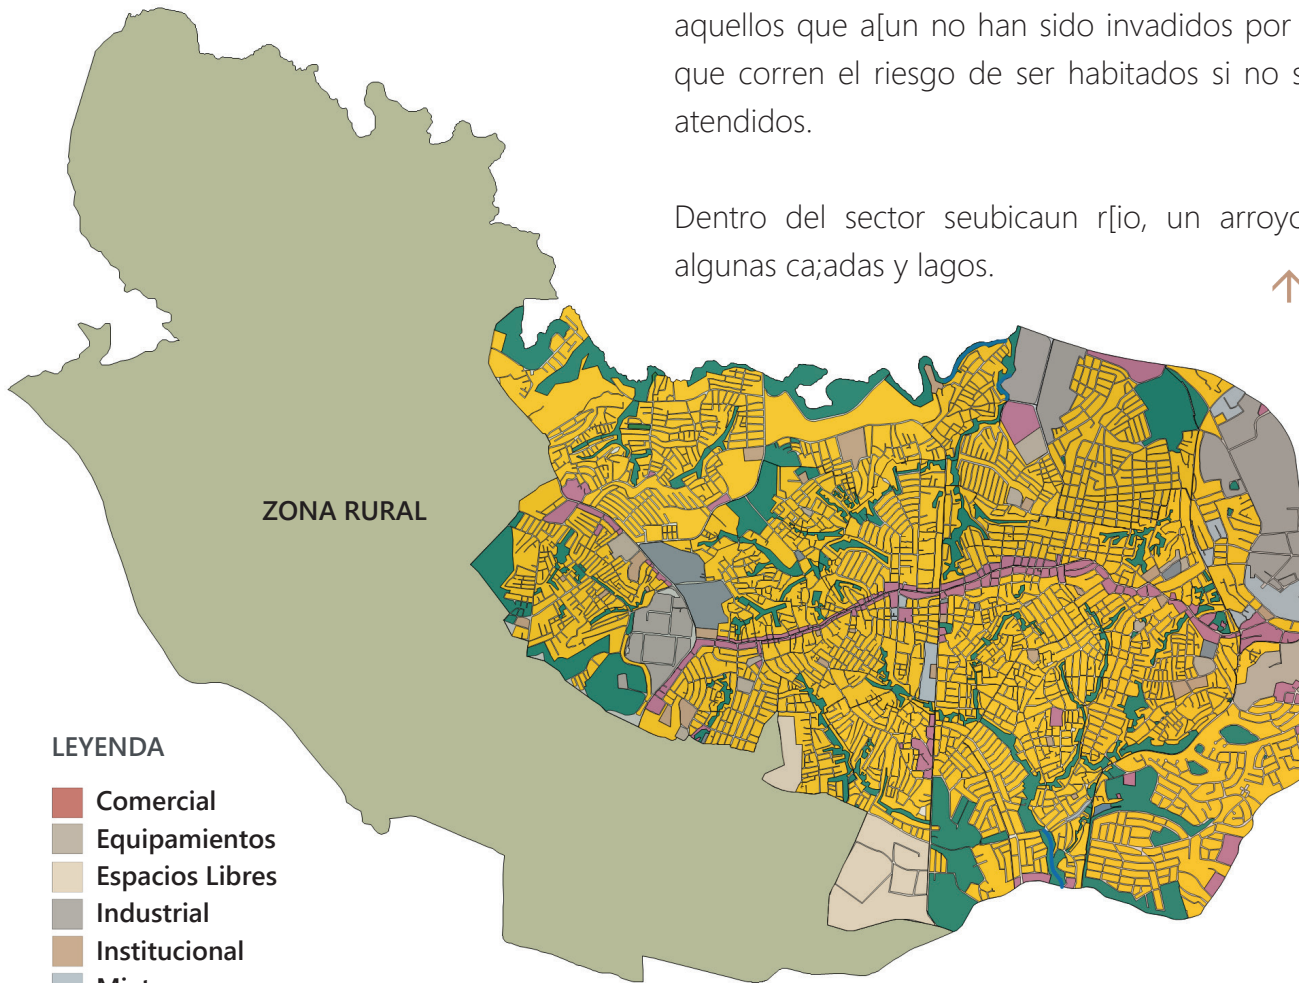 aquellos que a[un no han sido invadidos por
que corren el riesgo de ser habitados si no
atendidos.
Dentro del sector seubicaun r[io, un arroyo
algunas ca;adas y lagos.
ZONA RURAL
LEYENDA
Comercial
Equipamientos
Espacios Libres
Industrial
Institucional